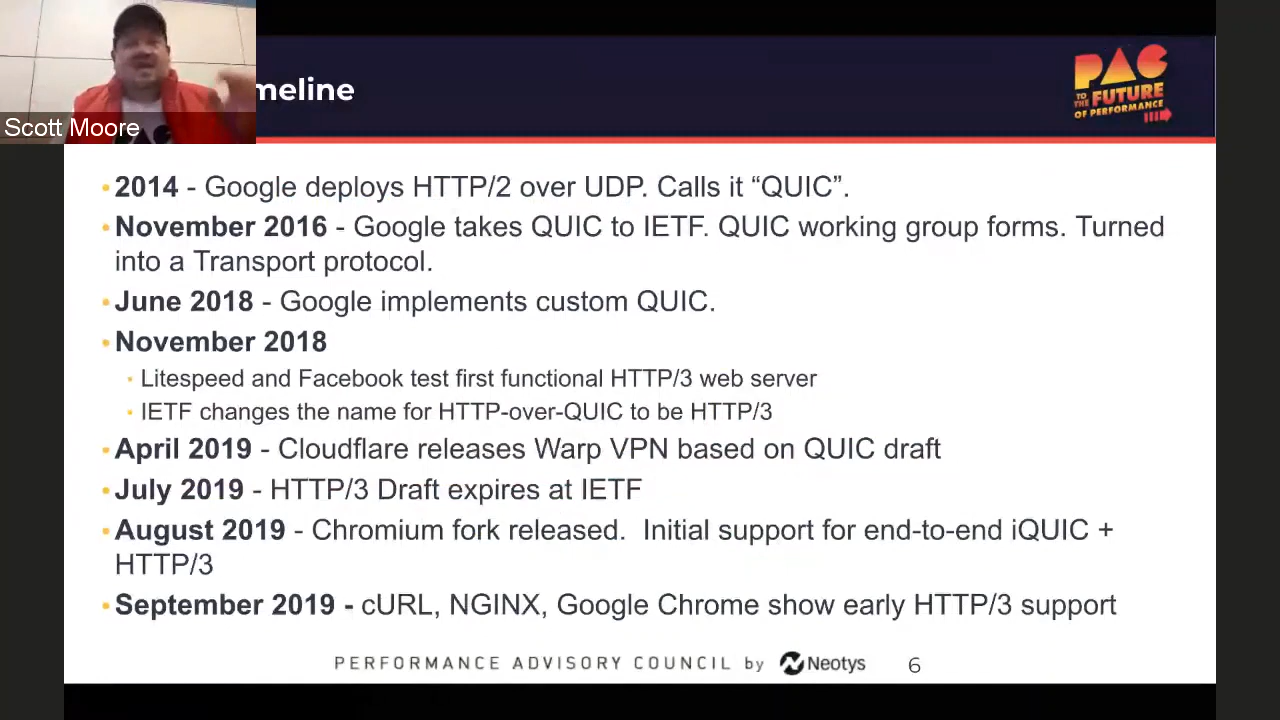 meline
PAC
TO THE FUTURE
OF PERFORMANCE
Scott Moore
• 2014 - Google deploys HTTP/2 over UDP. Calls it “QUIC”.
• November 2016 - Google takes QUIC to IETF. QUIC working group forms. Turned
into a Transport protocol.
• June 2018 - Google implements custom QUIC.
• November 2018
• Litespeed and Facebook test first functional HTTP/3 web server
• IETF changes the name for HTTP-over-QUIC to be HTTP/3
• April 2019 - Cloudflare releases Warp VPN based on QUIC draft
• July 2019 - HTTP/3 Draft expires at IETF
• August 2019 - Chromium fork released.  Initial support for end-to-end iQUIC +
HTTP/3
• September 2019 - cURL, NGINX, Google Chrome show early HTTP/3 support
PERFORMANCE ADVISORY COUNCIL by Neotys 6